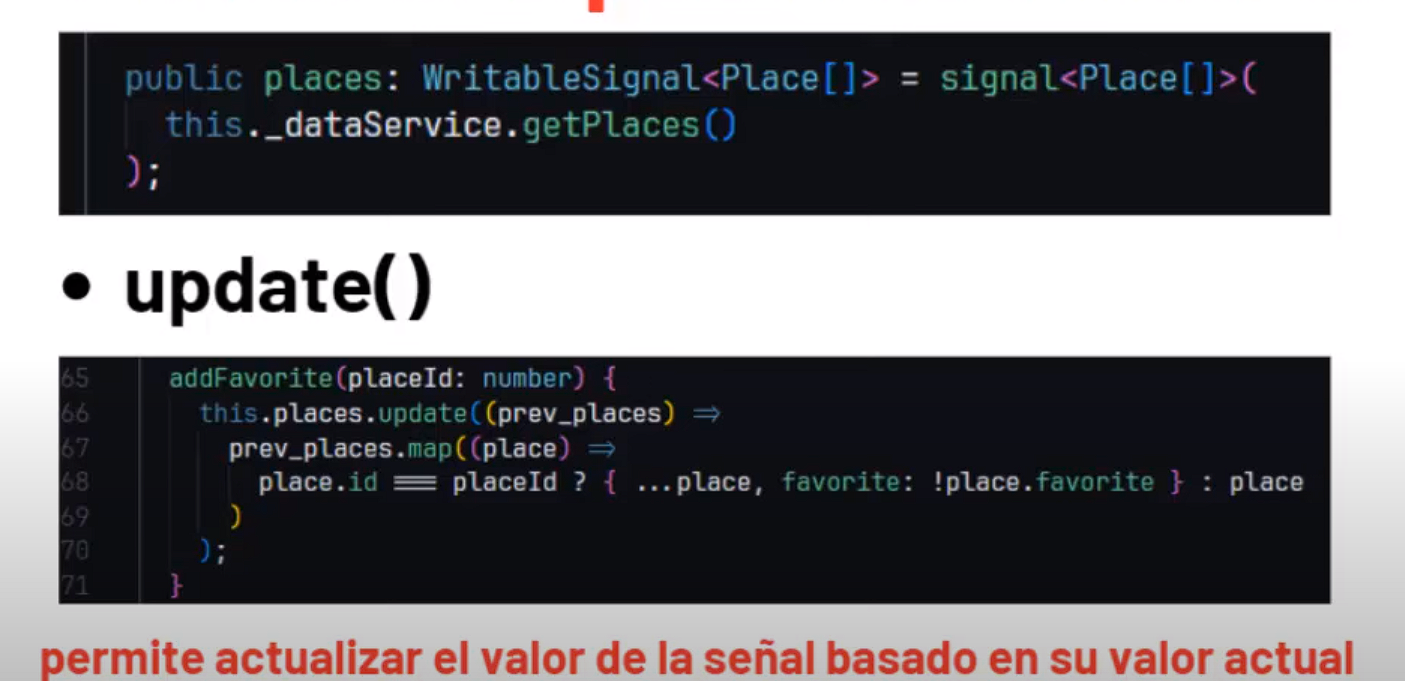 public places: WritableSignal<Place[]> = signal<Place[]>(
this._dataService.getPlaces()
);
• update()
65 addFavorite(placeId: number) {
66 this.places.update((prev_places) =>
67 prev_places.map((place) =>
68 place.id === placeId ? { ...place, favorite: !place.favorite } : place
69 )
70 );
71 }
permite actualizar el valor de la señal basado en su valor actual